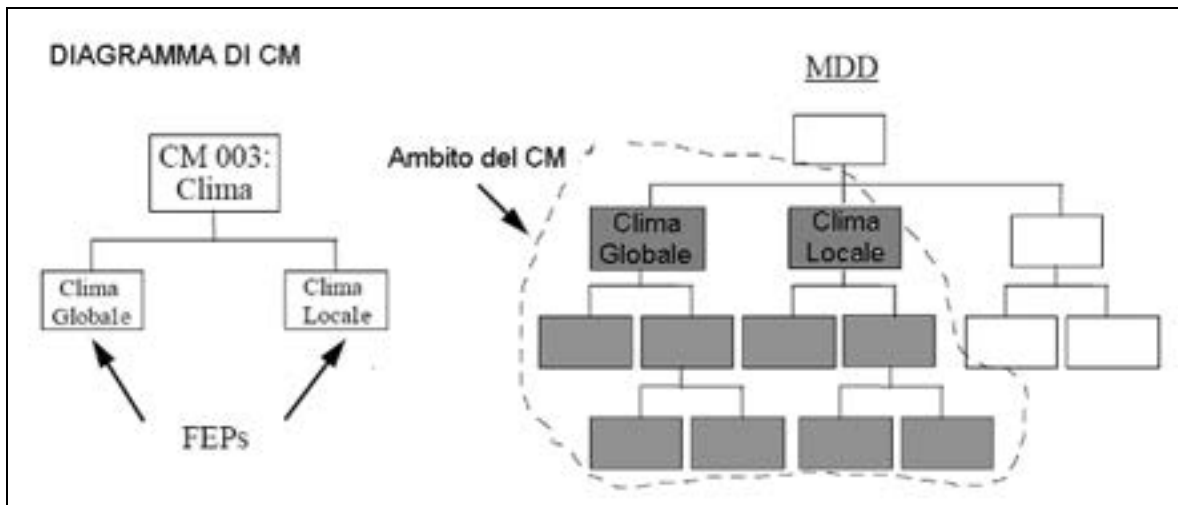 DIAGRAMMA DI CM
CM 003:
Clima
Clima
Globale
Clima
Locale
FEPs
MDD
Ambito del CM
Clima
Globale
Clima
Locale